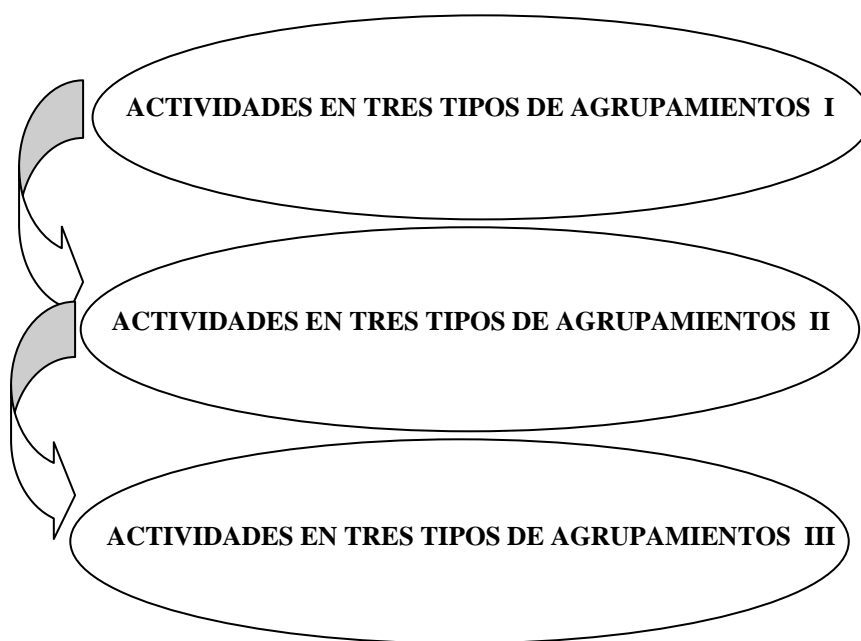 ACTIVIDADES EN TRES TIPOS DE AGRUPAMIENTOS I
ACTIVIDADES EN TRES TIPOS DE AGRUPAMIENTOS II
ACTIVIDADES EN TRES TIPOS DE AGRUPAMIENTOS III